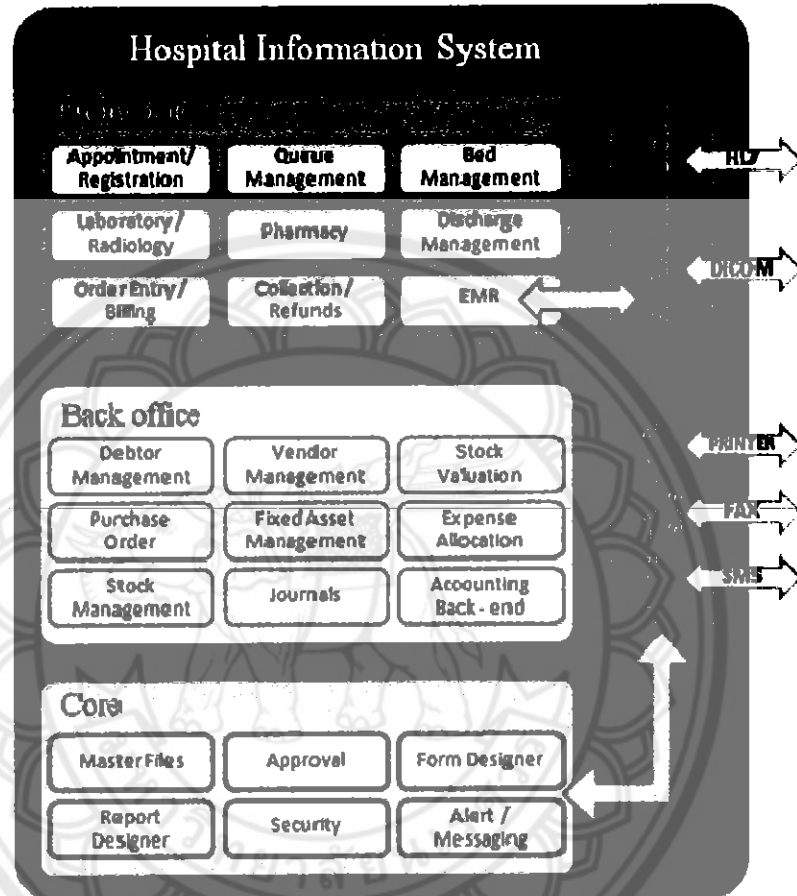 Hospital Information System
Appointment/
Registration
Queue
Management
Bed
Management
Laboratory /
Radiology
Pharmacy
Discharge
Management
Order Entry /
Billing
Collection /
Refunds
EMR
HL7
DICOM
Back office
Debtor
Management
Vendor
Management
Stock
Valuation
Purchase
Order
Fixed Asset
Management
Expense
Allocation
Stock
Management
Journals
Accounting
Back - end
PRINTER
FAX
SMS
Core
Master Files
Approval
Form Designer
Report
Designer
Security
Alert /
Messaging